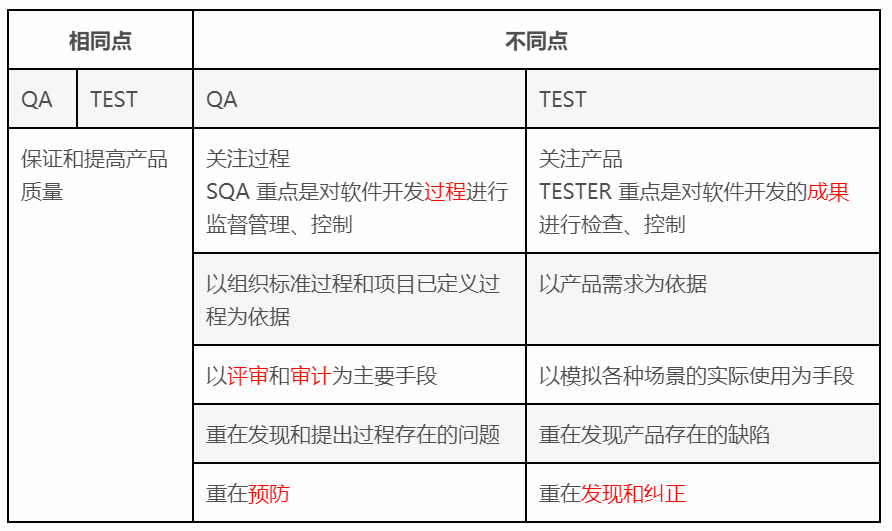 相同点
不同点
QA
TEST
QA
TEST
保证和提高产品
质量
关注过程
SQA 重点是对软件开发过程进行
监督管理、控制
关注产品
TESTER 重点是对软件开发的成果
进行检查、控制
以组织标准过程和项目已定义过
程为依据
以产品需求为依据
以评审和审计为主要手段
以模拟各种场景的实际使用为手段
重在发现和提出过程存在的问题
重在发现产品存在的缺陷
重在预防
重在发现和纠正